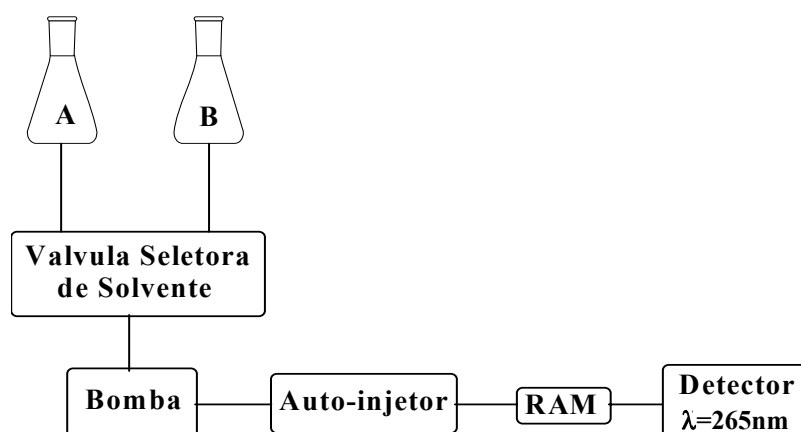 A
B
Valvula Seletora
de Solvente
Bomba
Auto-injetor
RAM
Detector
λ=265nm